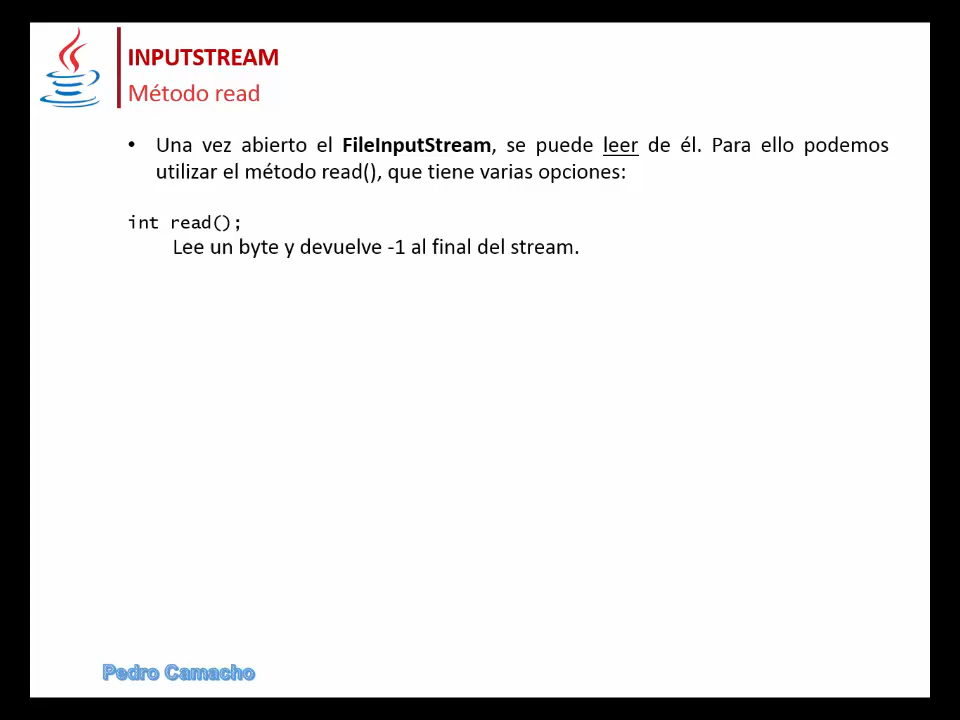 INPUTSTREAM
Método read
• Una vez abierto el FileInputStream, se puede leer de él. Para ello podemos
utilizar el método read(), que tiene varias opciones:
int read();
Lee un byte y devuelve -1 al final del stream.
Pedro Camacho